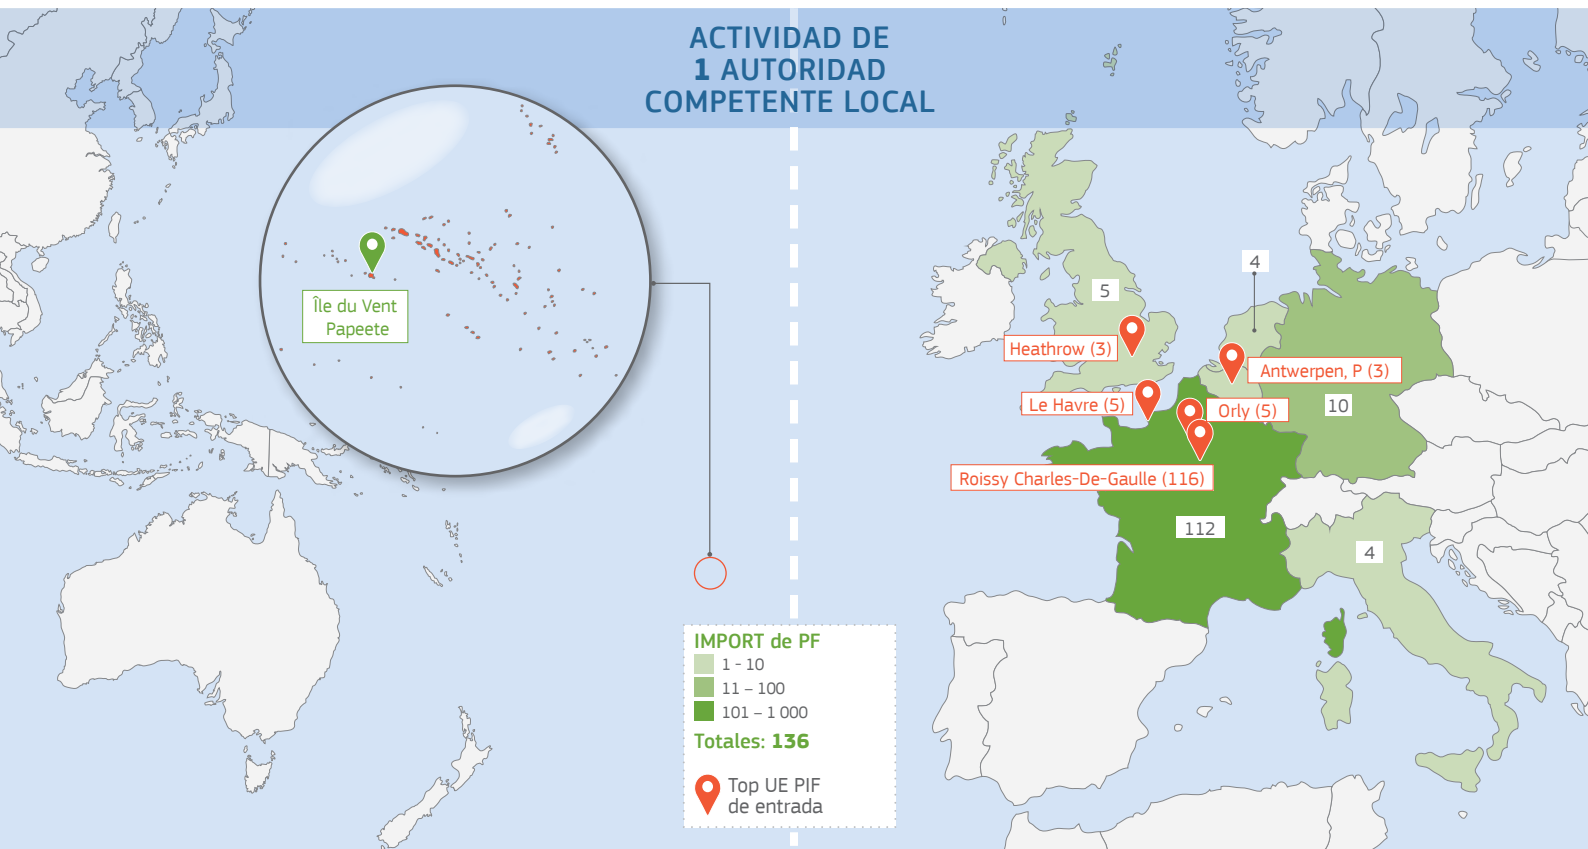 ACTIVIDAD DE
1 AUTORIDAD
COMPETENTE LOCAL
Île du Vent
Papeete
4
5
Heathrow (3)
Antwerpen, P (3)
Le Havre (5)
Orly (5)
10
Roissy Charles-De-Gaulle (116)
112
4
IMPORT de PF
1 - 10
11 – 100
101 – 1 000
Totales: 136
Top UE PIF
de entrada